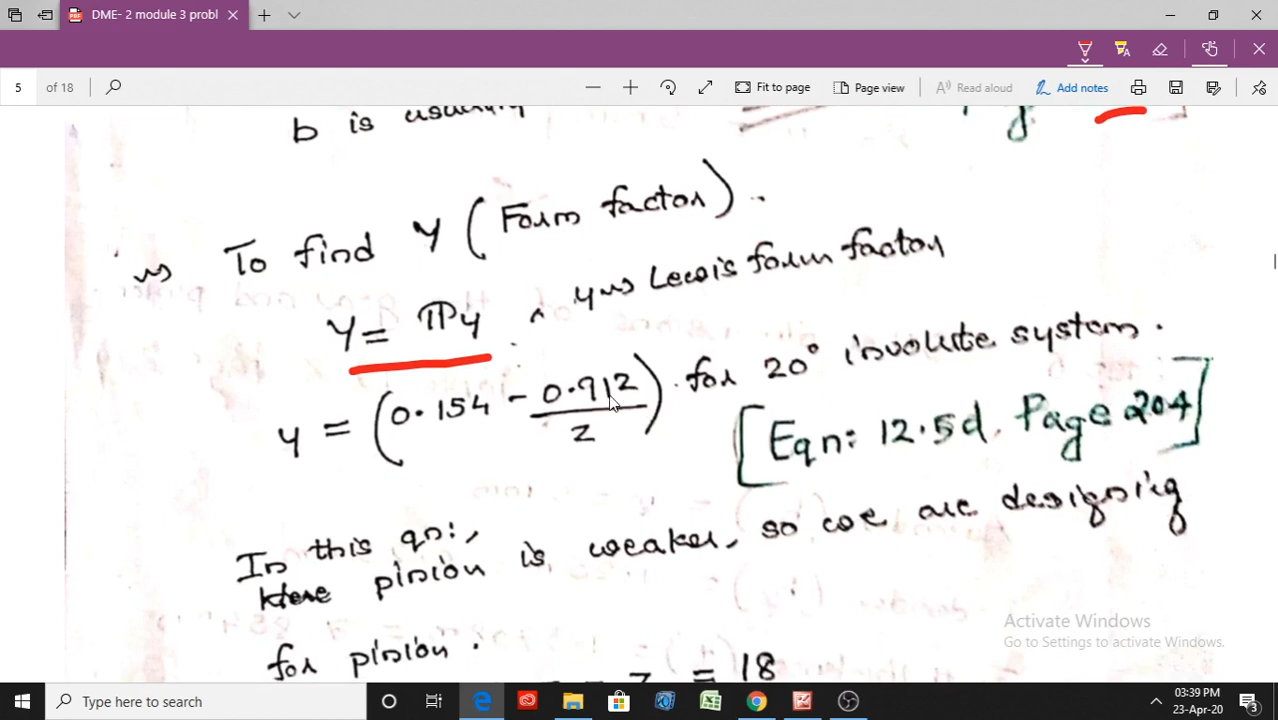 DME- 2 module 3 probl
5 of 18
Fit to page
Page view
Read aloud
Add notes
b is usually
To find Y (Form factor).
Y = πy, y → Lewis form factor
y = (0.154 - 0.912/z) for 20° involute system.
[Eqn: 12.5d, Page 204]
In this qn:,
Here pinion is weaker, so we are designing
for pinion.
= 18
Activate Windows
Go to Settings to activate Windows.
Type here to search
03:39 PM
23-Apr-20
3